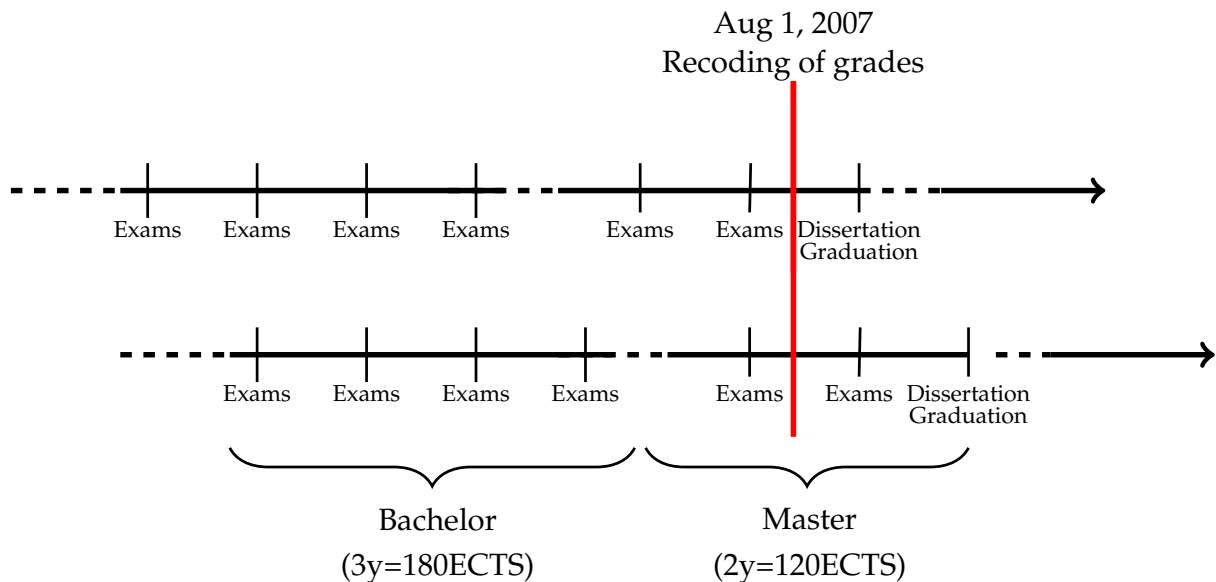 Aug 1, 2007
Recoding of grades
Exams Exams Exams Exams Exams Exams Dissertation
Graduation
Exams Exams Exams Exams Exams Exams Dissertation
Graduation
Bachelor Master
(3y=180ECTS) (2y=120ECTS)